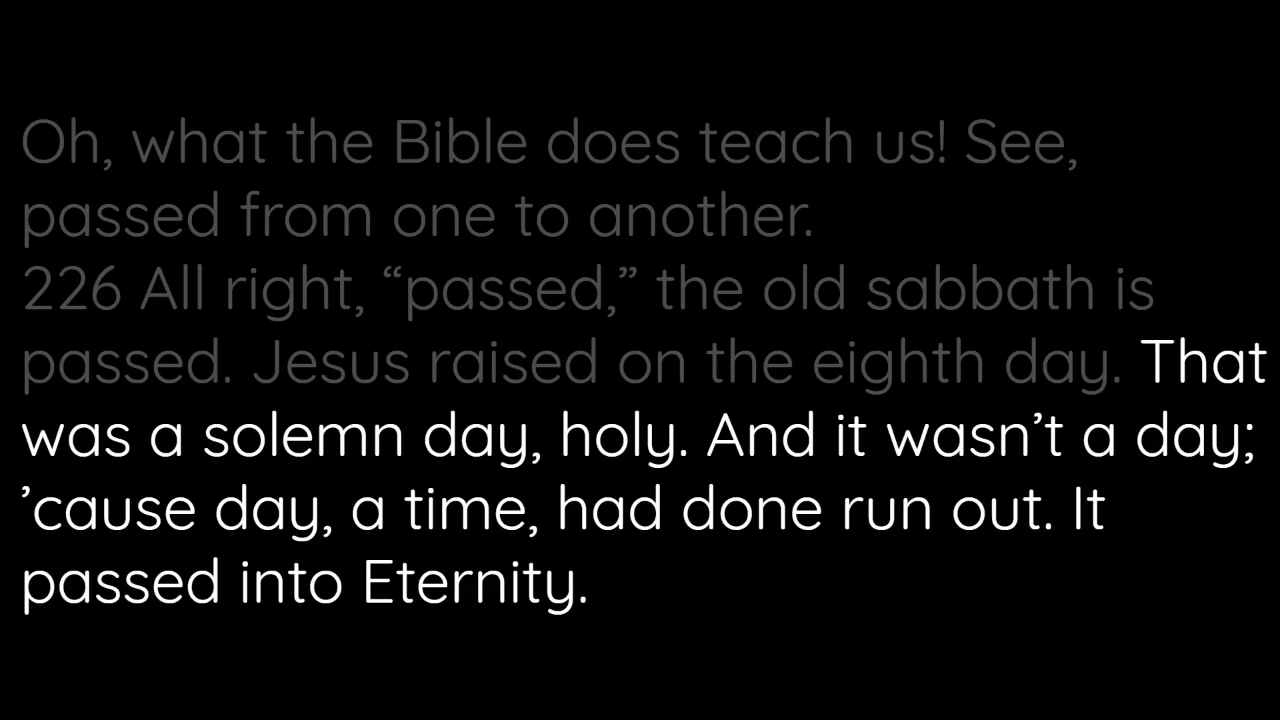 Oh, what the Bible does teach us! See,
passed from one to another.
226 All right, “passed,” the old sabbath is
passed. Jesus raised on the eighth day. That
was a solemn day, holy. And it wasn’t a day;
’cause day, a time, had done run out. It
passed into Eternity.